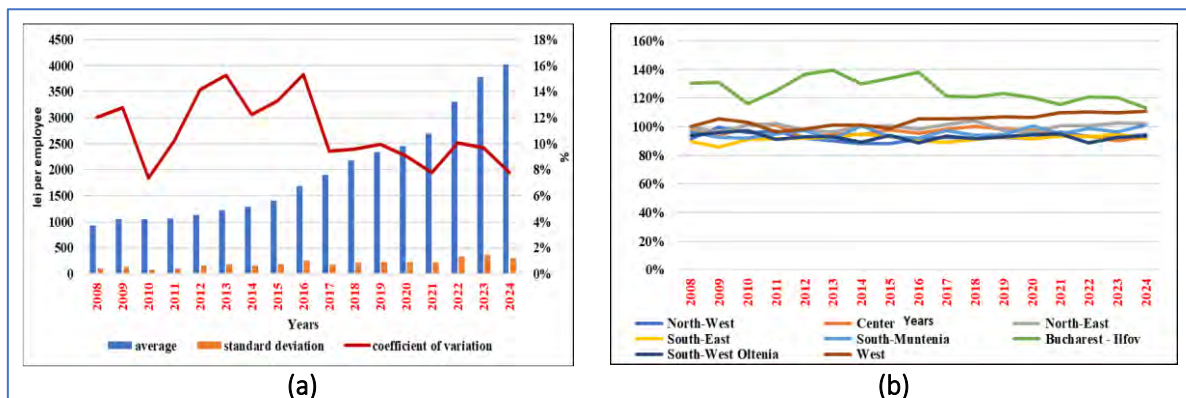 4500
4000
3500
3000
2500
2000
1500
1000
500
0
lei per employee
18%
16%
14%
12%
10%
8%
6%
4%
2%
0%
%
2008 2009 2010 2011 2012 2013 2014 2015 2016 2017 2018 2019 2020 2021 2022 2023 2024
Years
average standard deviation coefficient of variation
(a)
160%
140%
120%
100%
80%
60%
40%
20%
0%
2008 2009 2010 2011 2012 2013 2014 2015 2016 2017 2018 2019 2020 2021 2022 2023 2024
Years
North-West Center North-East
South-East South-Muntenia Bucharest - Ilfov
South-West Oltenia West
(b)